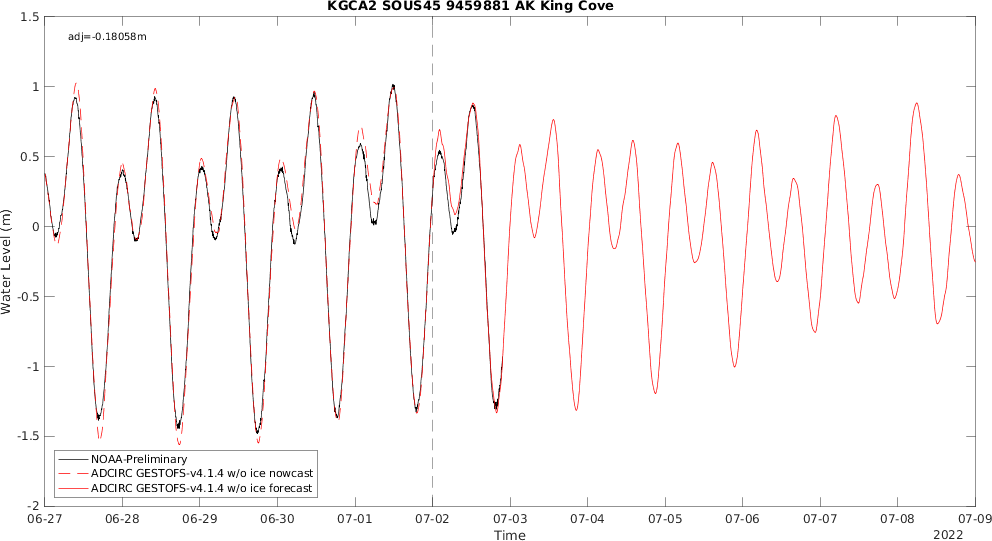 KGCA2 SOUS45 9459881 AK King Cove
adj=-0.18058m
Water Level (m)
1.5
1
0.5
0
-0.5
-1
-1.5
-2
NOAA-Preliminary
ADCIRC GESTOFS-v4.1.4 w/o ice nowcast
ADCIRC GESTOFS-v4.1.4 w/o ice forecast
06-27 06-28 06-29 06-30 07-01 07-02 07-03 07-04 07-05 07-06 07-07 07-08 07-09
Time
2022